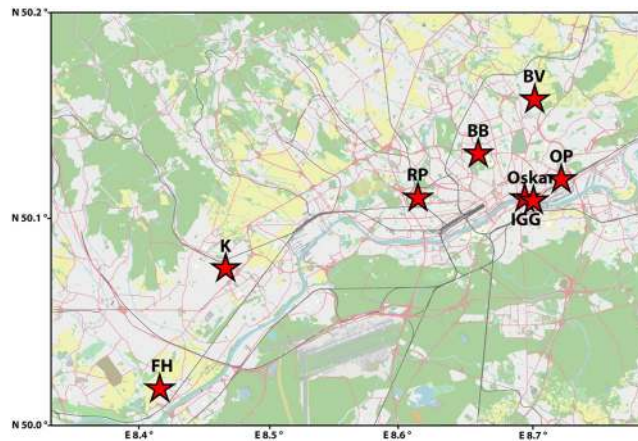 N 50.2
BV
BB
OP
RP
Oskar
N 50.1
IGG
K
FH
N 50.0
E 8.4
E 8.5
E 8.6
E 8.7